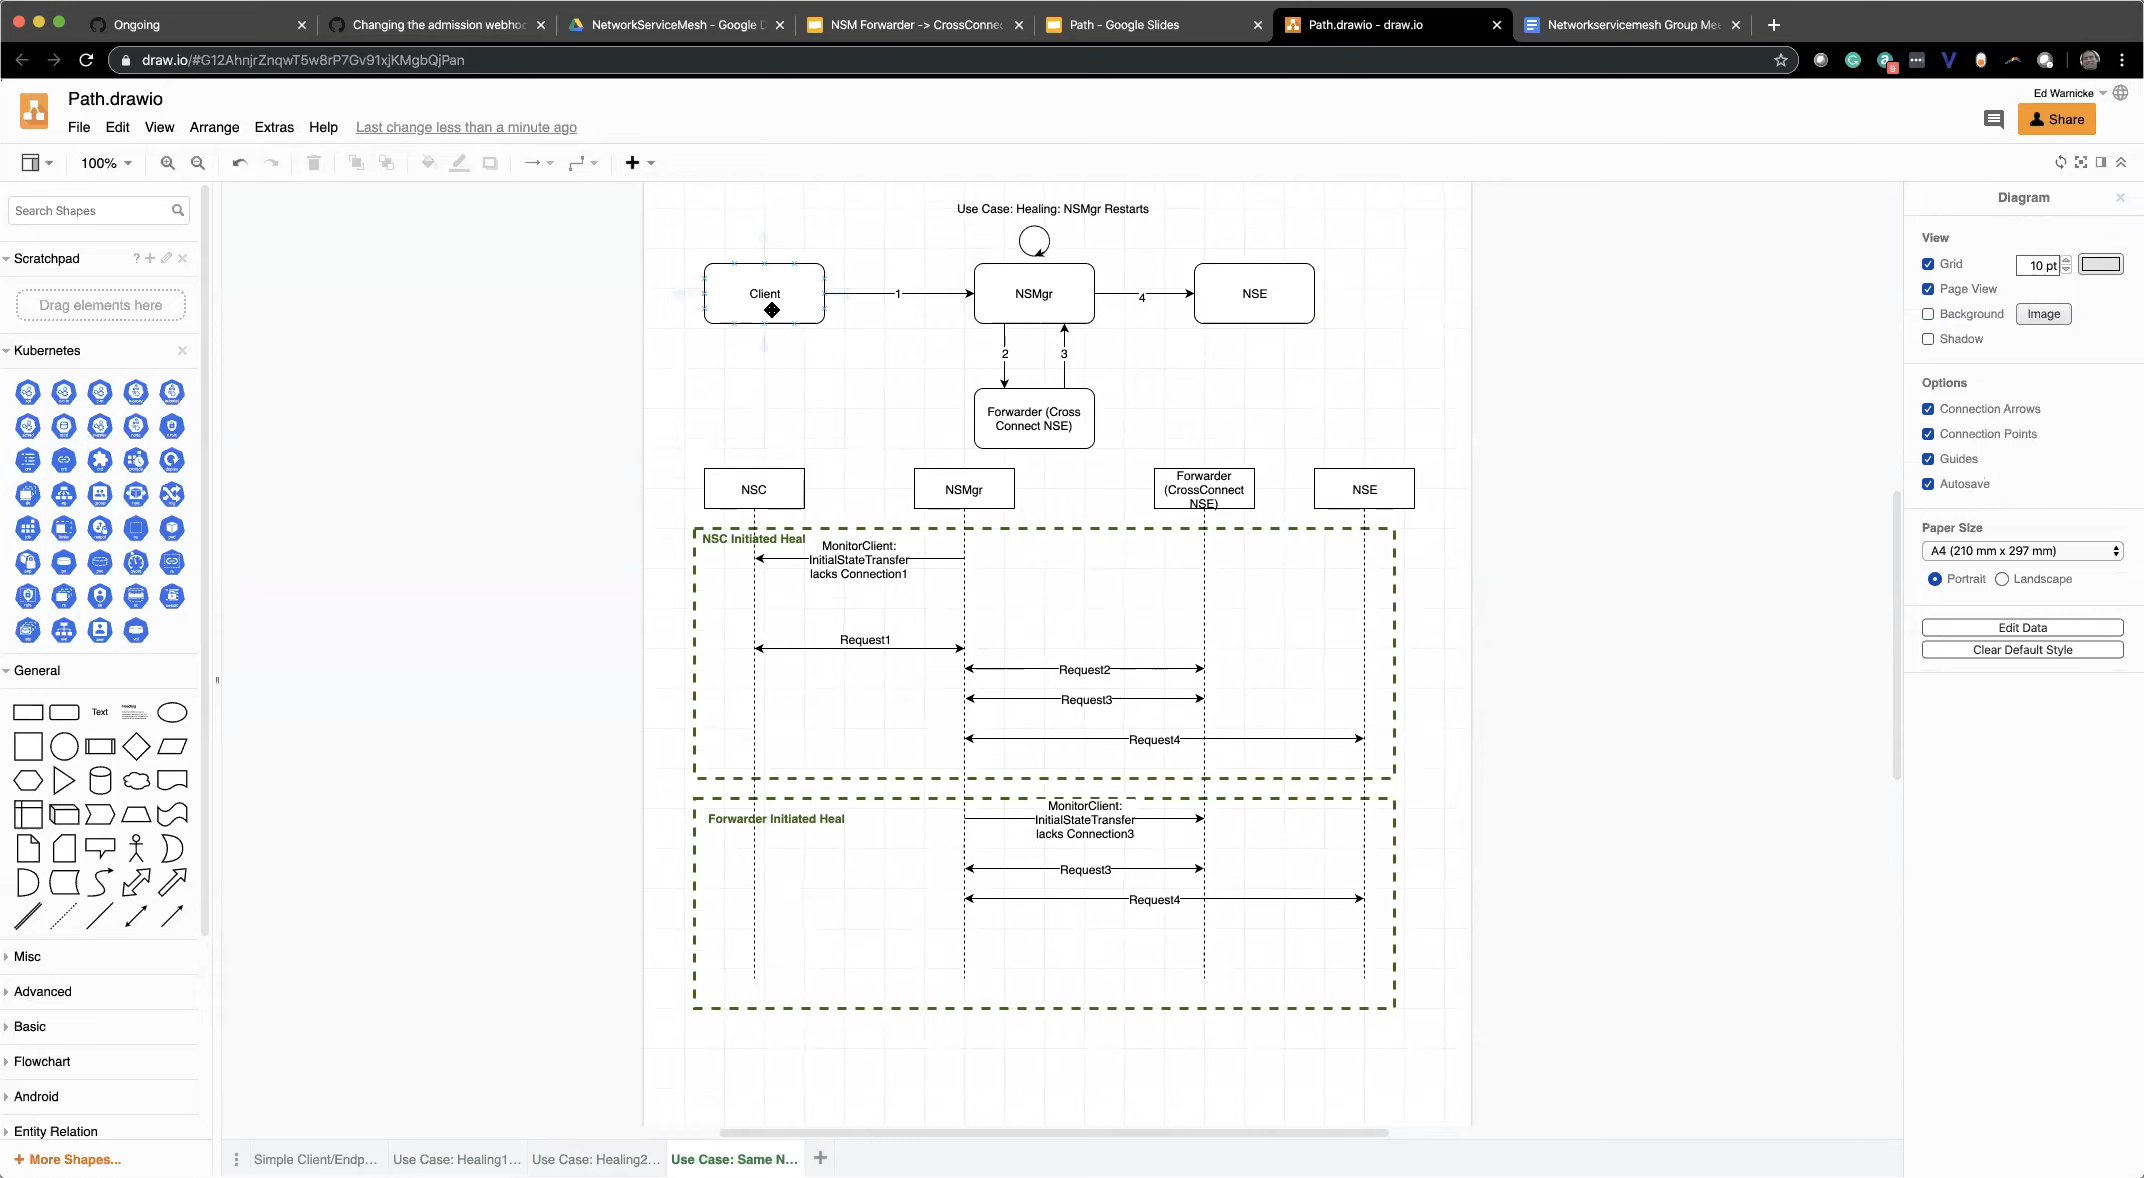 Ongoing
Changing the admission webho
NetworkServiceMesh - Google D
NSM Forwarder -> CrossConnec
Path - Google Slides
Path.drawio - draw.io
Networkservicemesh Group Mee
draw.io/#G12AhnjrZnqwT5w8rP7Gv91xjKMgbQjPan
9
Path.drawio
Ed Warnicke
File Edit View Arrange Extras Help Last change less than a minute ago
Share
100%
Search Shapes
Scratchpad
?
Drag elements here
Kubernetes
General
Text
Heading
Misc
Advanced
Basic
Flowchart
Android
Entity Relation
+ More Shapes...
Use Case: Healing: NSMgr Restarts
Client
1
NSMgr
4
NSE
2
3
Forwarder (Cross
Connect NSE)
NSC
NSMgr
Forwarder
(CrossConnect
NSE)
NSE
NSC Initiated Heal
MonitorClient:
InitialStateTransfer
lacks Connection1
Request1
Request2
Request3
Request4
Forwarder Initiated Heal
MonitorClient:
InitialStateTransfer
lacks Connection3
Request3
Request4
Simple Client/Endp...
Use Case: Healing1...
Use Case: Healing2...
Use Case: Same N...
Diagram
View
Grid
10 pt
Page View
Background
Image
Shadow
Options
Connection Arrows
Connection Points
Guides
Autosave
Paper Size
A4 (210 mm x 297 mm)
Portrait
Landscape
Edit Data
Clear Default Style